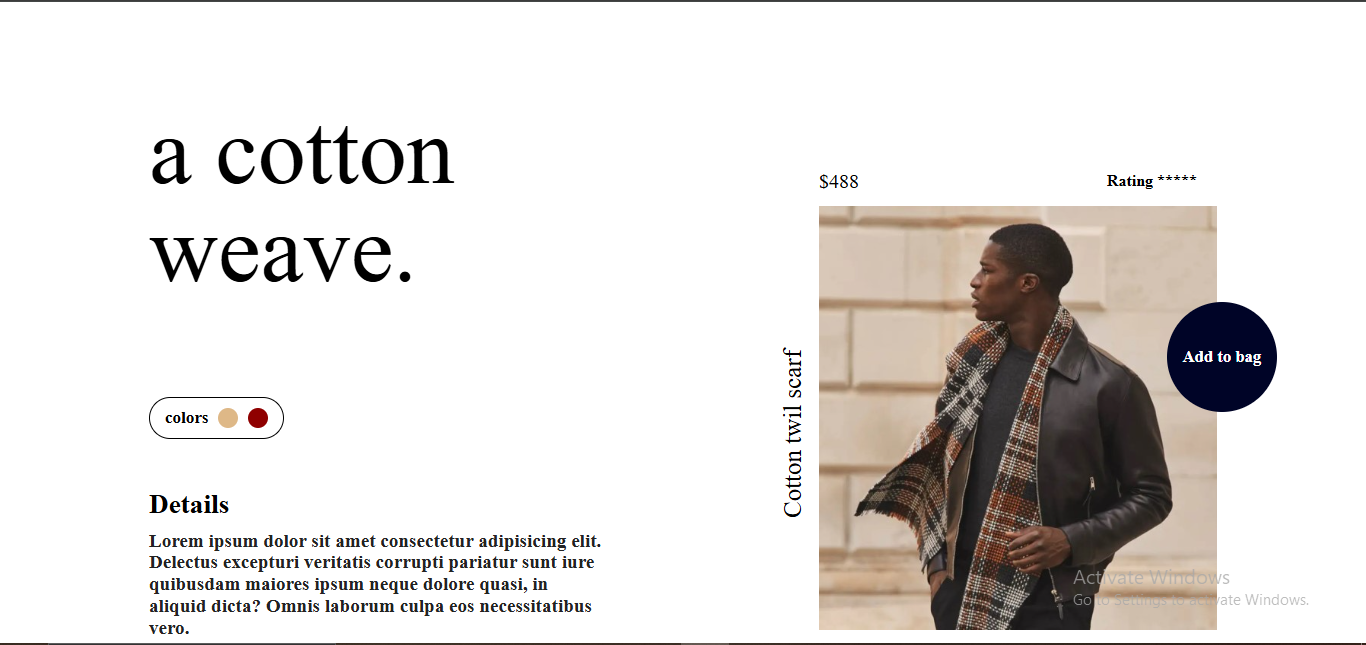 a cotton
weave.
colors
Details
Lorem ipsum dolor sit amet consectetur adipisicing elit.
Delectus excepturi veritatis corrupti pariatur sunt iure
quibusdam maiores ipsum neque dolore quasi, in
aliquid dicta? Omnis laborum culpa eos necessitatibus
vero.
$488
Rating *****
Cotton twil scarf
Add to bag
Activate Windows
Go to Settings to activate Windows.